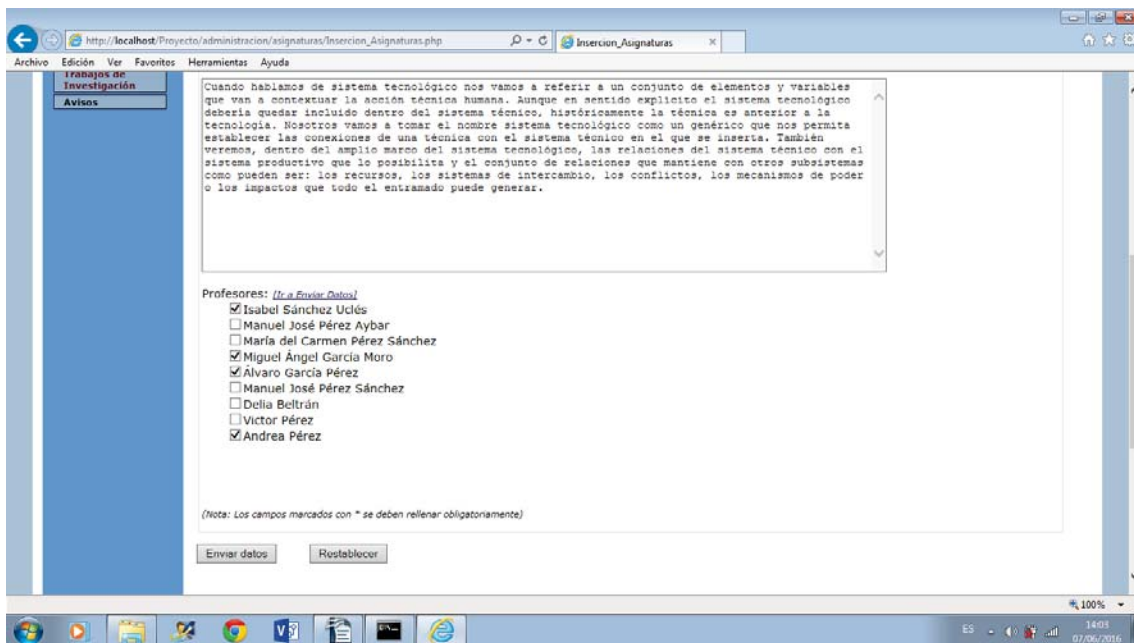 http://localhost/Proyecto/administracion/asignaturas/Insercion_Asignaturas.php
Insercion_Asignaturas
Archivo Edición Ver Favoritos Herramientas Ayuda
Trabajos de
Investigación
Avisos
Cuando hablamos de sistema tecnológico nos vamos a referir a un conjunto de elementos y variables
que van a contextuar la acción técnica humana. Aunque en sentido explicito el sistema tecnológico
debería quedar incluido dentro del sistema técnico, históricamente la técnica es anterior a la
tecnología. Nosotros vamos a tomar el nombre sistema tecnológico como un genérico que nos permita
establecer las conexiones de una técnica con el sistema técnico en el que se inserta. También
veremos, dentro del amplio marco del sistema tecnológico, las relaciones del sistema técnico con el
sistema productivo que lo posibilita y el conjunto de relaciones que mantiene con otros subsistemas
como pueden ser: los recursos, los sistemas de intercambio, los conflictos, los mecanismos de poder
o los impactos que todo el entramado puede generar.
Profesores: [Ir a Enviar Datos]
Isabel Sánchez Uclés
Manuel José Pérez Aybar
María del Carmen Pérez Sánchez
Miguel Ángel García Moro
Álvaro García Pérez
Manuel José Pérez Sánchez
Delia Beltrán
Victor Pérez
Andrea Pérez
(Nota: Los campos marcados con * se deben rellenar obligatoriamente)
Enviar datos Restablecer
100%
ES 14:03
07/06/2016